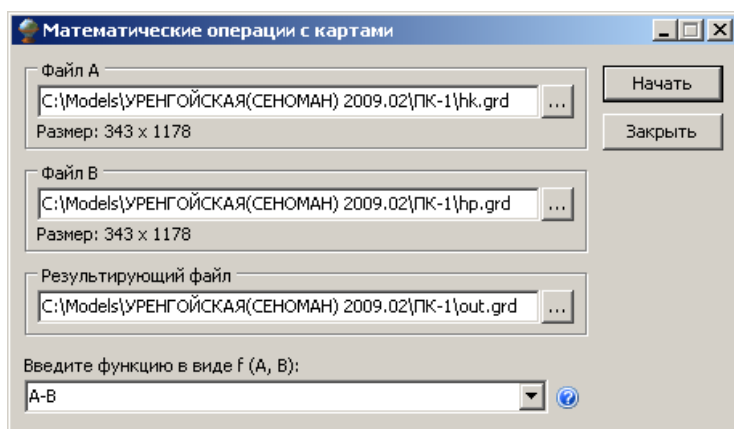 Математические операции с картами
Файл A
C:\Models\УРЕНГОЙСКАЯ(СЕНОМАН) 2009.02\ПК-1\hk.grd ...
Размер: 343 x 1178
Начать
Закрыть
Файл B
C:\Models\УРЕНГОЙСКАЯ(СЕНОМАН) 2009.02\ПК-1\hp.grd ...
Размер: 343 x 1178
Результирующий файл
C:\Models\УРЕНГОЙСКАЯ(СЕНОМАН) 2009.02\ПК-1\out.grd ...
Введите функцию в виде f (A, B):
A-B